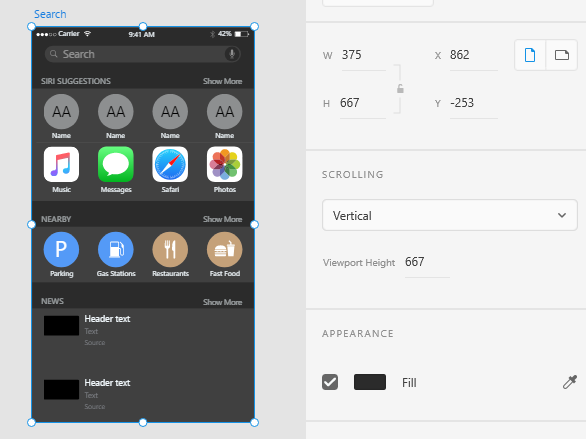 Search
Carrier 9:41 AM 42%
Search
SIRI SUGGESTIONS Show More
AA AA AA AA
Name Name Name Name
Music Messages Safari Photos
NEARBY Show More
P
Parking Gas Stations Restaurants Fast Food
NEWS Show More
Header text
Text
Source
Header text
Text
Source
W 375 X 862
H 667 Y -253
SCROLLING
Vertical
Viewport Height 667
APPEARANCE
Fill